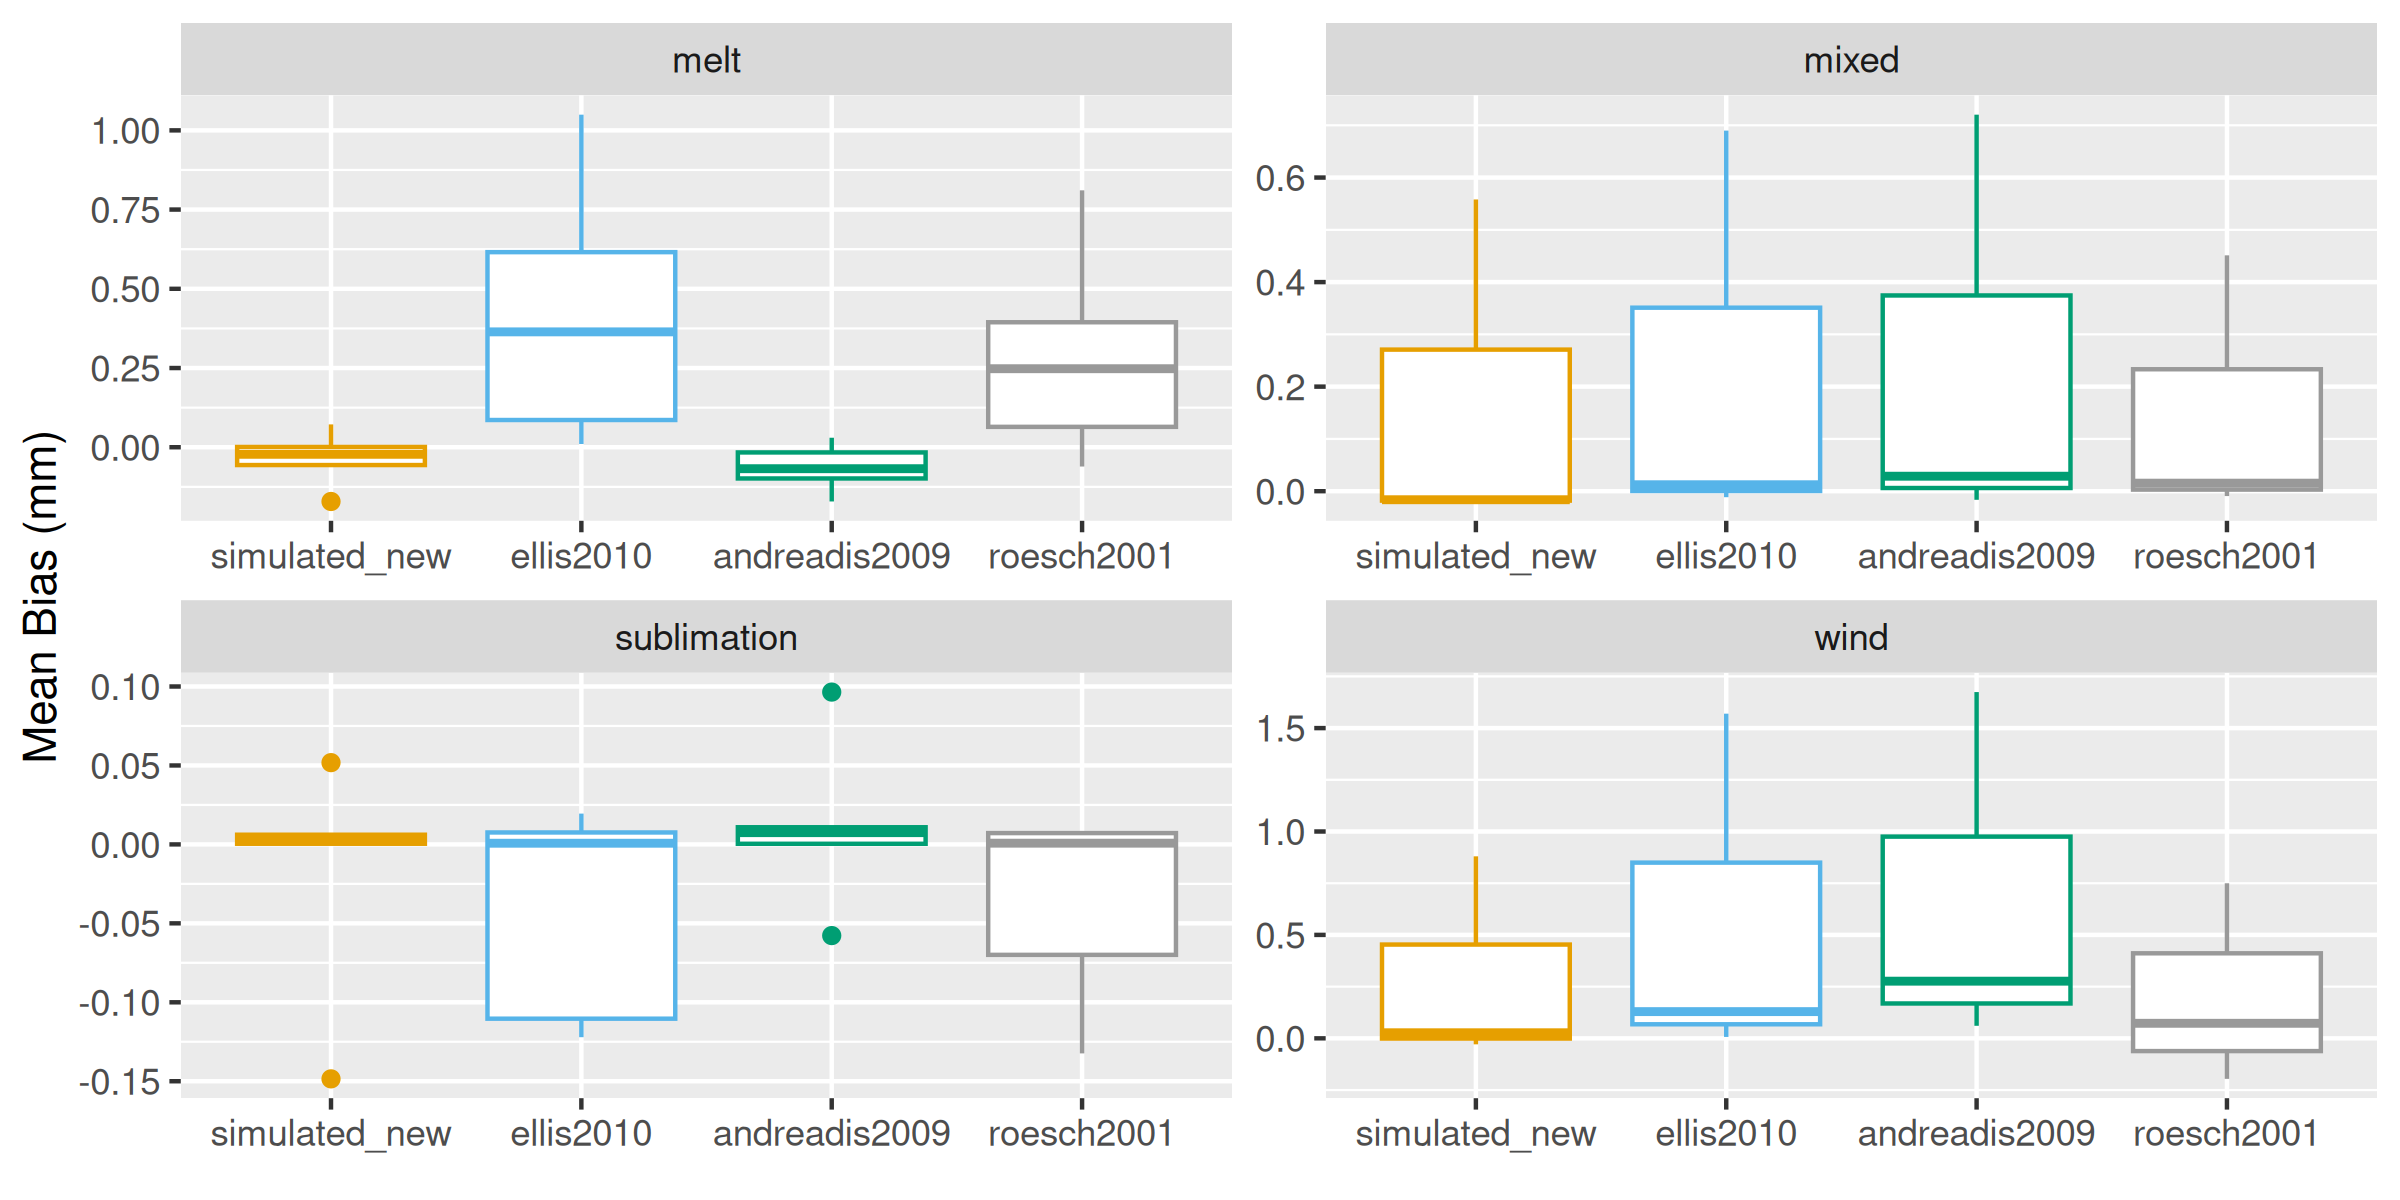 melt
mixed
1.00
0.75
0.50
0.25
0.00
0.6
0.4
0.2
0.0
simulated_new ellis2010 andreadis2009 roesch2001
simulated_new ellis2010 andreadis2009 roesch2001
Mean Bias (mm)
sublimation
wind
0.10
0.05
0.00
-0.05
-0.10
-0.15
1.5
1.0
0.5
0.0
simulated_new ellis2010 andreadis2009 roesch2001
simulated_new ellis2010 andreadis2009 roesch2001